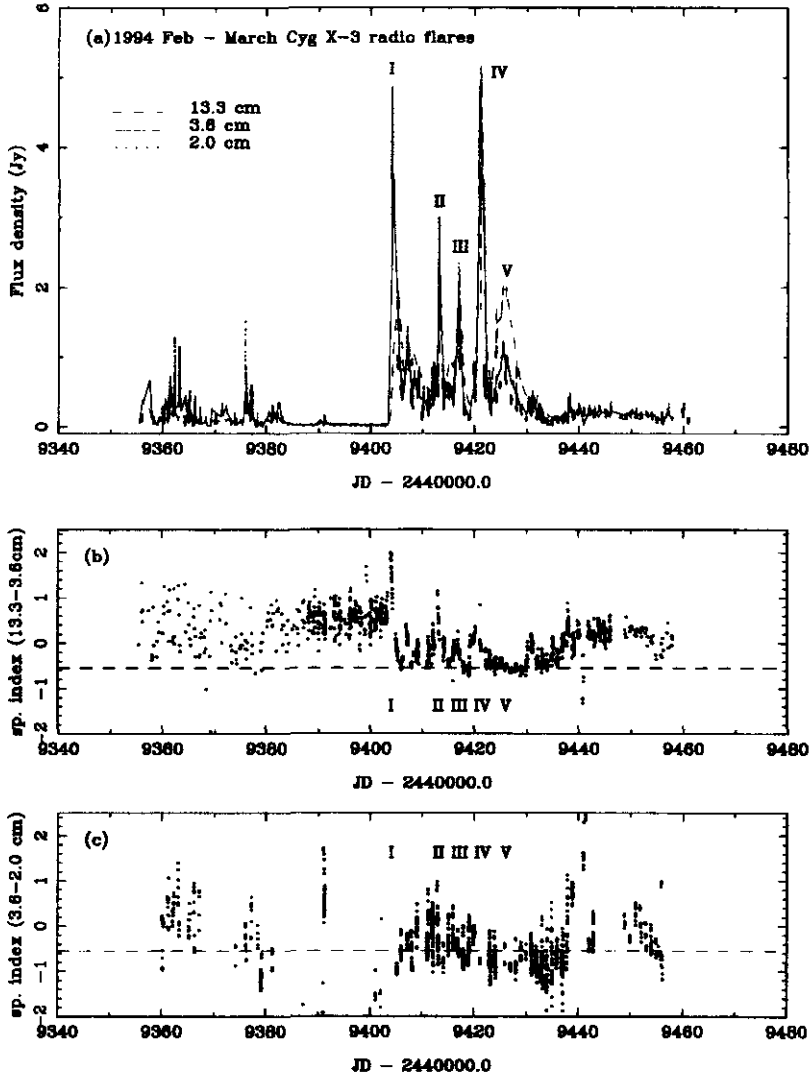 (a)1994 Feb - March Cyg X-3 radio flares
I
IV
13.3 cm
3.6 cm
2.0 cm
II
III
V
Flux density (Jy)
6
4
2
0
9340 9360 9380 9400 9420 9440 9460 9480
JD - 2440000.0
(b)
sp. index (13.3-3.6cm)
2
1
0
-1
-2
I II III IV V
9340 9360 9380 9400 9420 9440 9460 9480
JD - 2440000.0
(c)
I II III IV V
sp. index (3.6-2.0 cm)
2
1
0
-1
-2
9340 9360 9380 9400 9420 9440 9460 9480
JD - 2440000.0